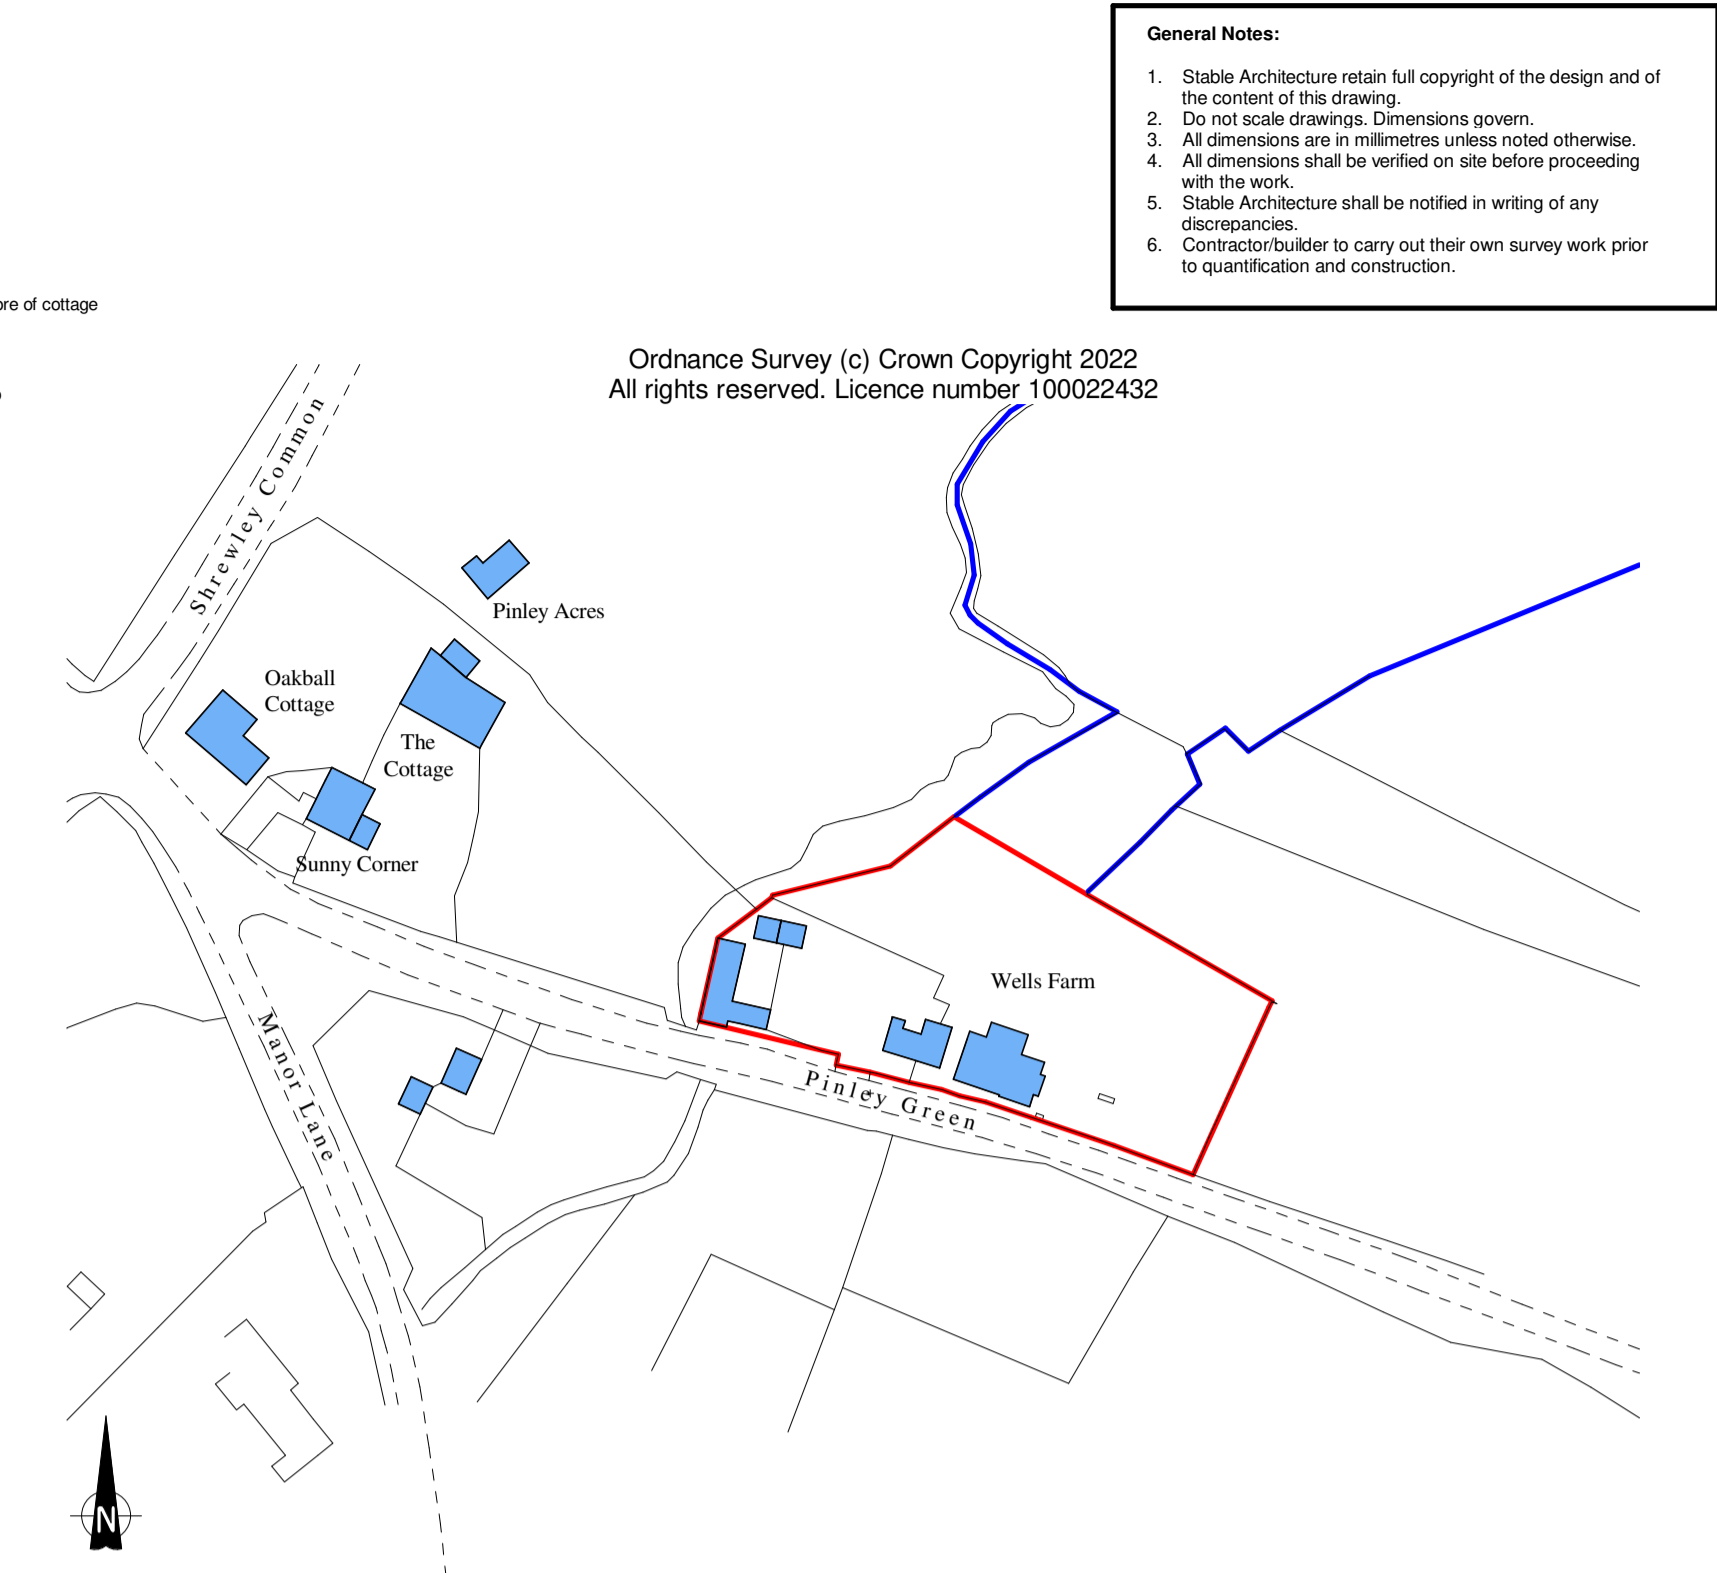 General Notes:
1. Stable Architecture retain full copyright of the design and of
the content of this drawing.
2. Do not scale drawings. Dimensions govern.
3. All dimensions are in millimetres unless noted otherwise.
4. All dimensions shall be verified on site before proceeding
with the work.
5. Stable Architecture shall be notified in writing of any
discrepancies.
6. Contractor/builder to carry out their own survey work prior
to quantification and construction.
of cottage
Ordnance Survey (c) Crown Copyright 2022
All rights reserved. Licence number 100022432
Shrewley Common
Pinley Acres
Oakball
Cottage
The
Cottage
Sunny Corner
Wells Farm
Manor Lane
Pinley Green
N